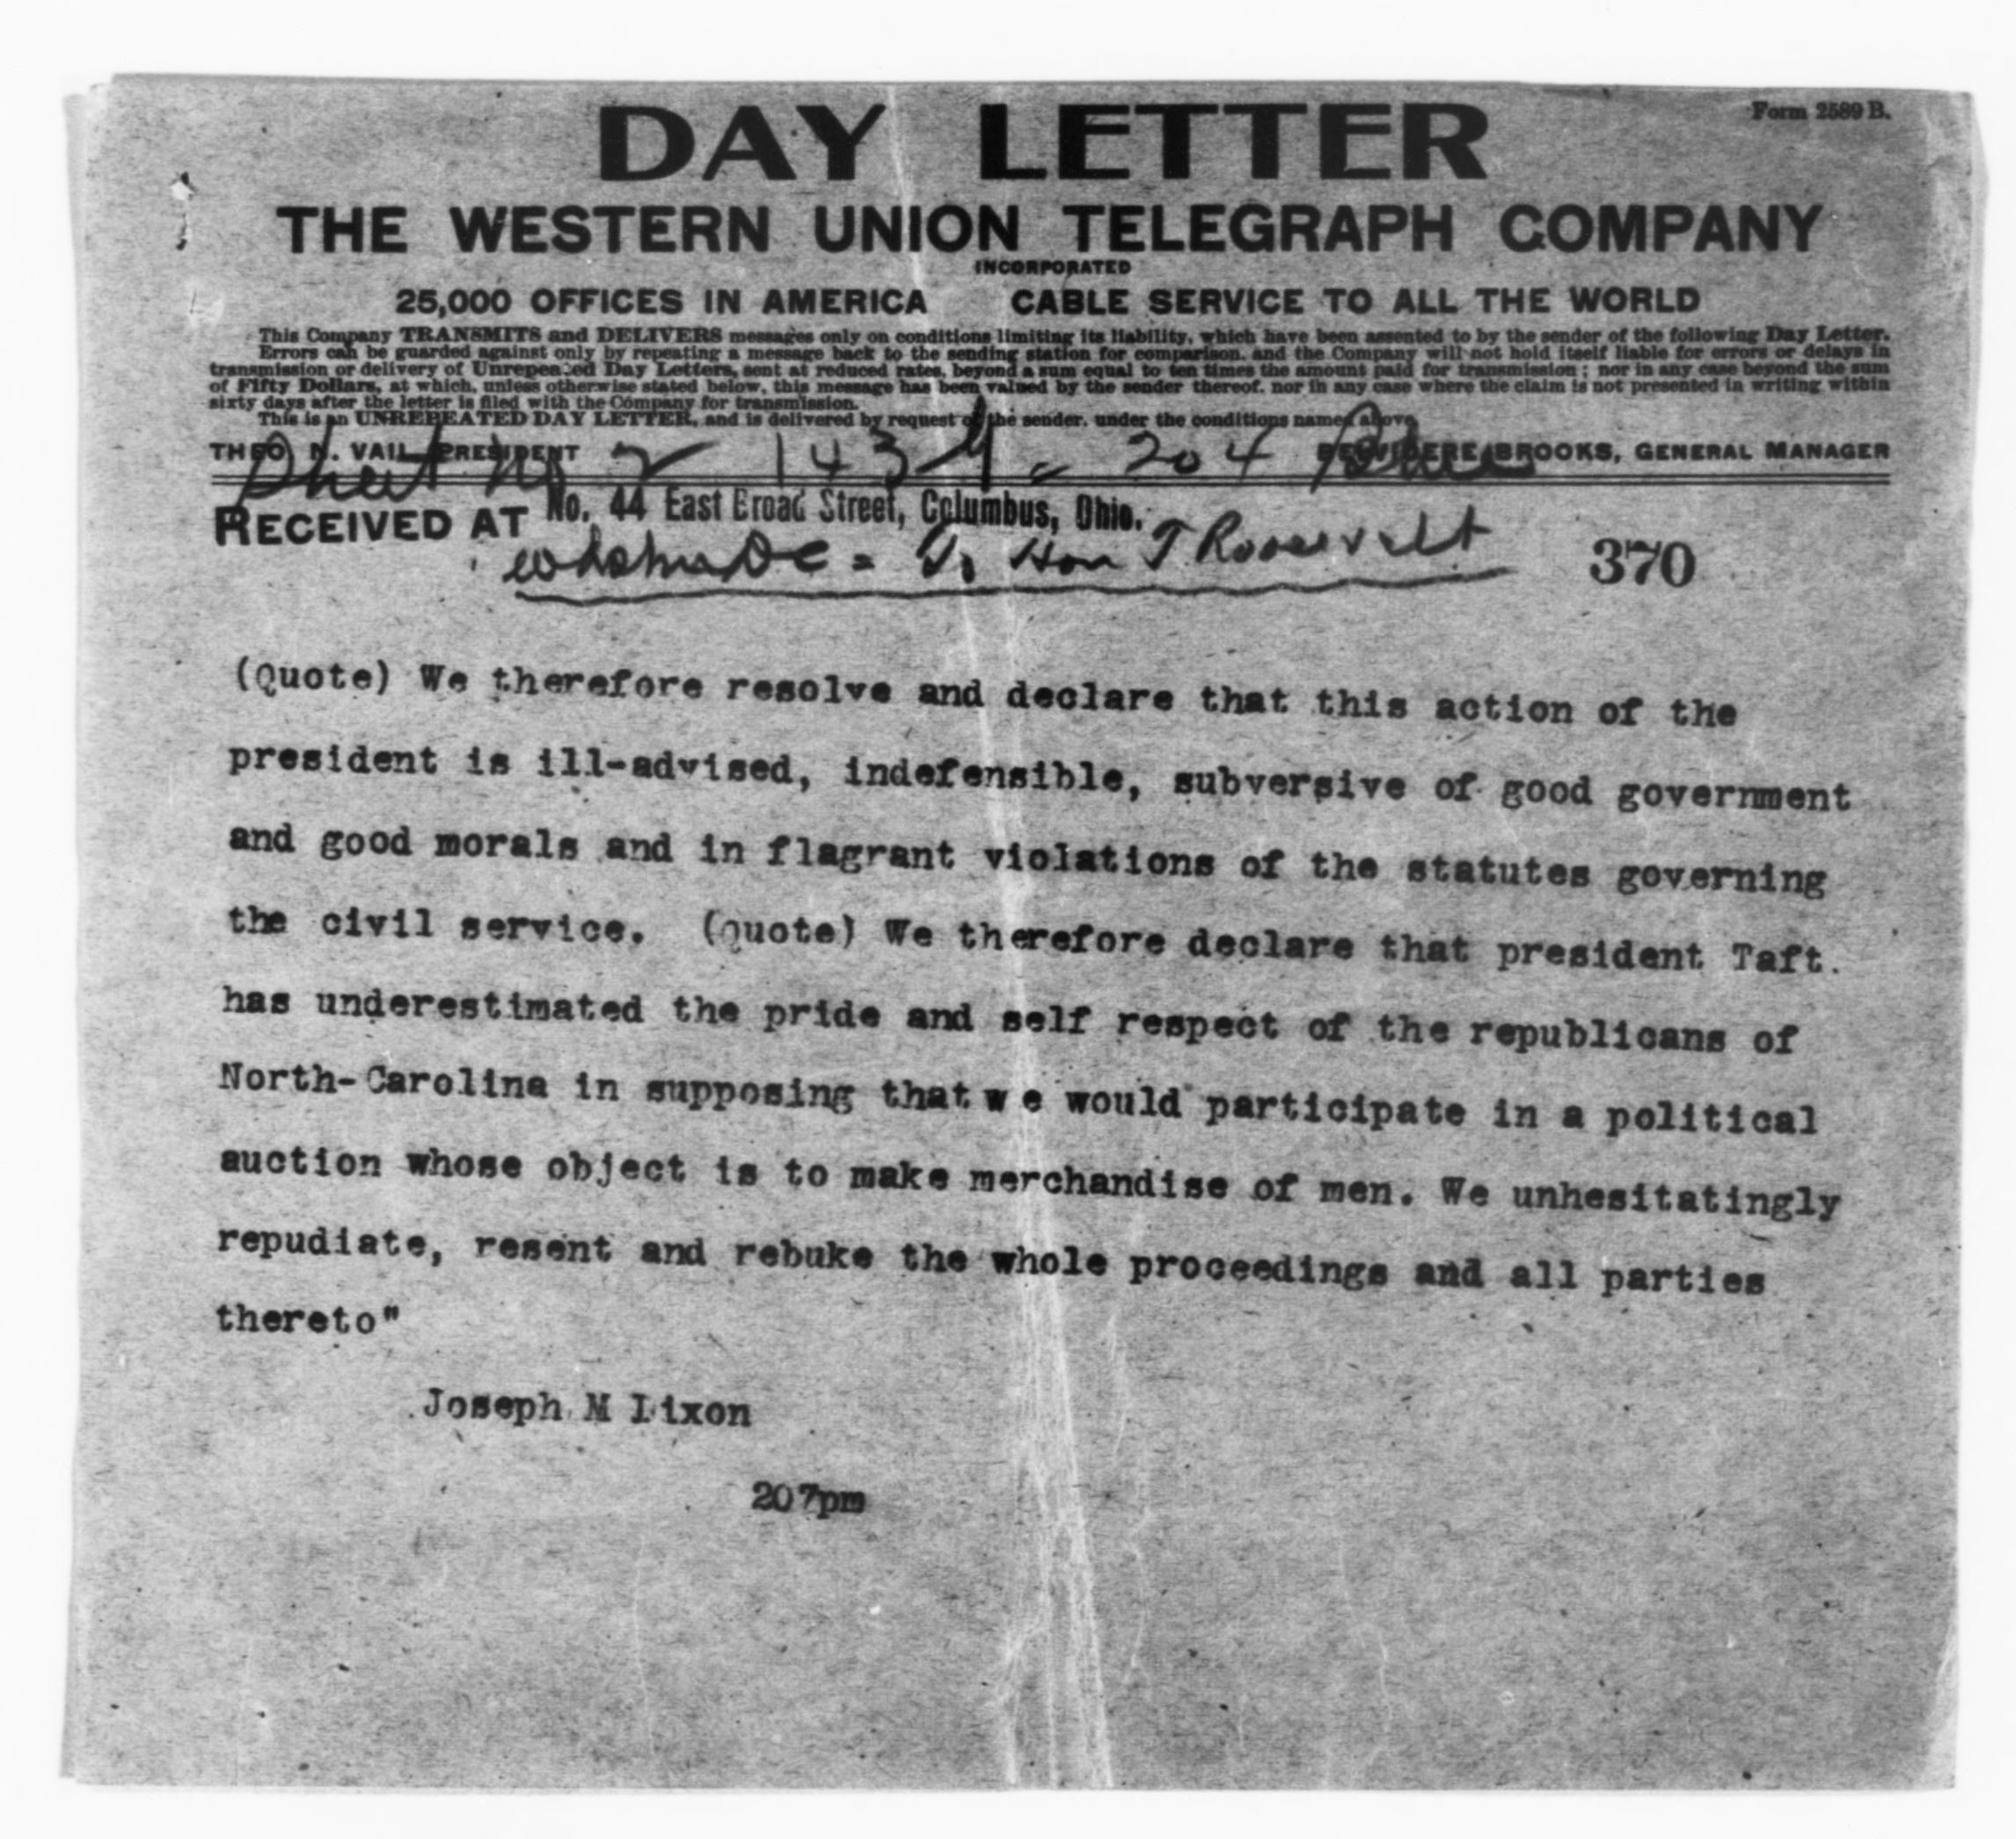 Form 2589 B.
DAY LETTER
THE WESTERN UNION TELEGRAPH COMPANY
INCORPORATED
25,000 OFFICES IN AMERICA CABLE SERVICE TO ALL THE WORLD
This Company TRANSMITS and DELIVERS messages only on conditions limiting its liability, which have been assented to by the sender of the following Day Letter.
Errors can be guarded against only by repeating a message back to the sending station for comparison, and the Company will not hold itself liable for errors or delays in
transmission or delivery of Unrepeated Day Letters, sent at reduced rates, beyond a sum equal to ten times the amount paid for transmission; nor in any case beyond the sum
of Fifty Dollars, at which, unless otherwise stated below, this message has been valued by the sender thereof, nor in any case where the claim is not presented in writing within
sixty days after the letter is filed with the Company for transmission.
This is an UNREPEATED DAY LETTER, and is delivered by request of the sender, under the conditions named above.
THEO. N. VAIL, PRESIDENT BELVIDERE BROOKS, GENERAL MANAGER
Sheet No 2 143 204 Blue
RECEIVED AT No. 44 East Broad Street, Columbus, Ohio.
DC = To Hon T Roosevelt 370
(Quote) We therefore resolve and declare that this action of the
president is ill-advised, indefensible, subversive of good government
and good morals and in flagrant violations of the statutes governing
the civil service. (quote) We therefore declare that president Taft.
has underestimated the pride and self respect of the republicans of
North-Carolina in supposing that we would participate in a political
auction whose object is to make merchandise of men. We unhesitatingly
repudiate, resent and rebuke the whole proceedings and all parties
thereto"
Joseph M Dixon
207pm